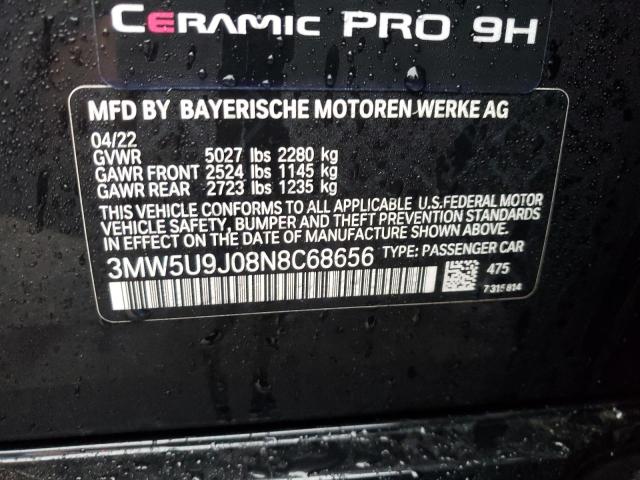 CERAMIC PRO 9H
MFD BY BAYERISCHE MOTOREN WERKE AG
04/22
GVWR 5027 lbs 2280 kg
GAWR FRONT 2524 lbs 1145 kg
GAWR REAR 2723 lbs 1235 kg
THIS VEHICLE CONFORMS TO ALL APPLICABLE U.S.FEDERAL MOTOR
VEHICLE SAFETY, BUMPER AND THEFT PREVENTION STANDARDS
IN EFFECT ON THE DATE OF MANUFACTURE SHOWN ABOVE.
3MW5U9J08N8C68656 TYPE: PASSENGER CAR
475
7315814